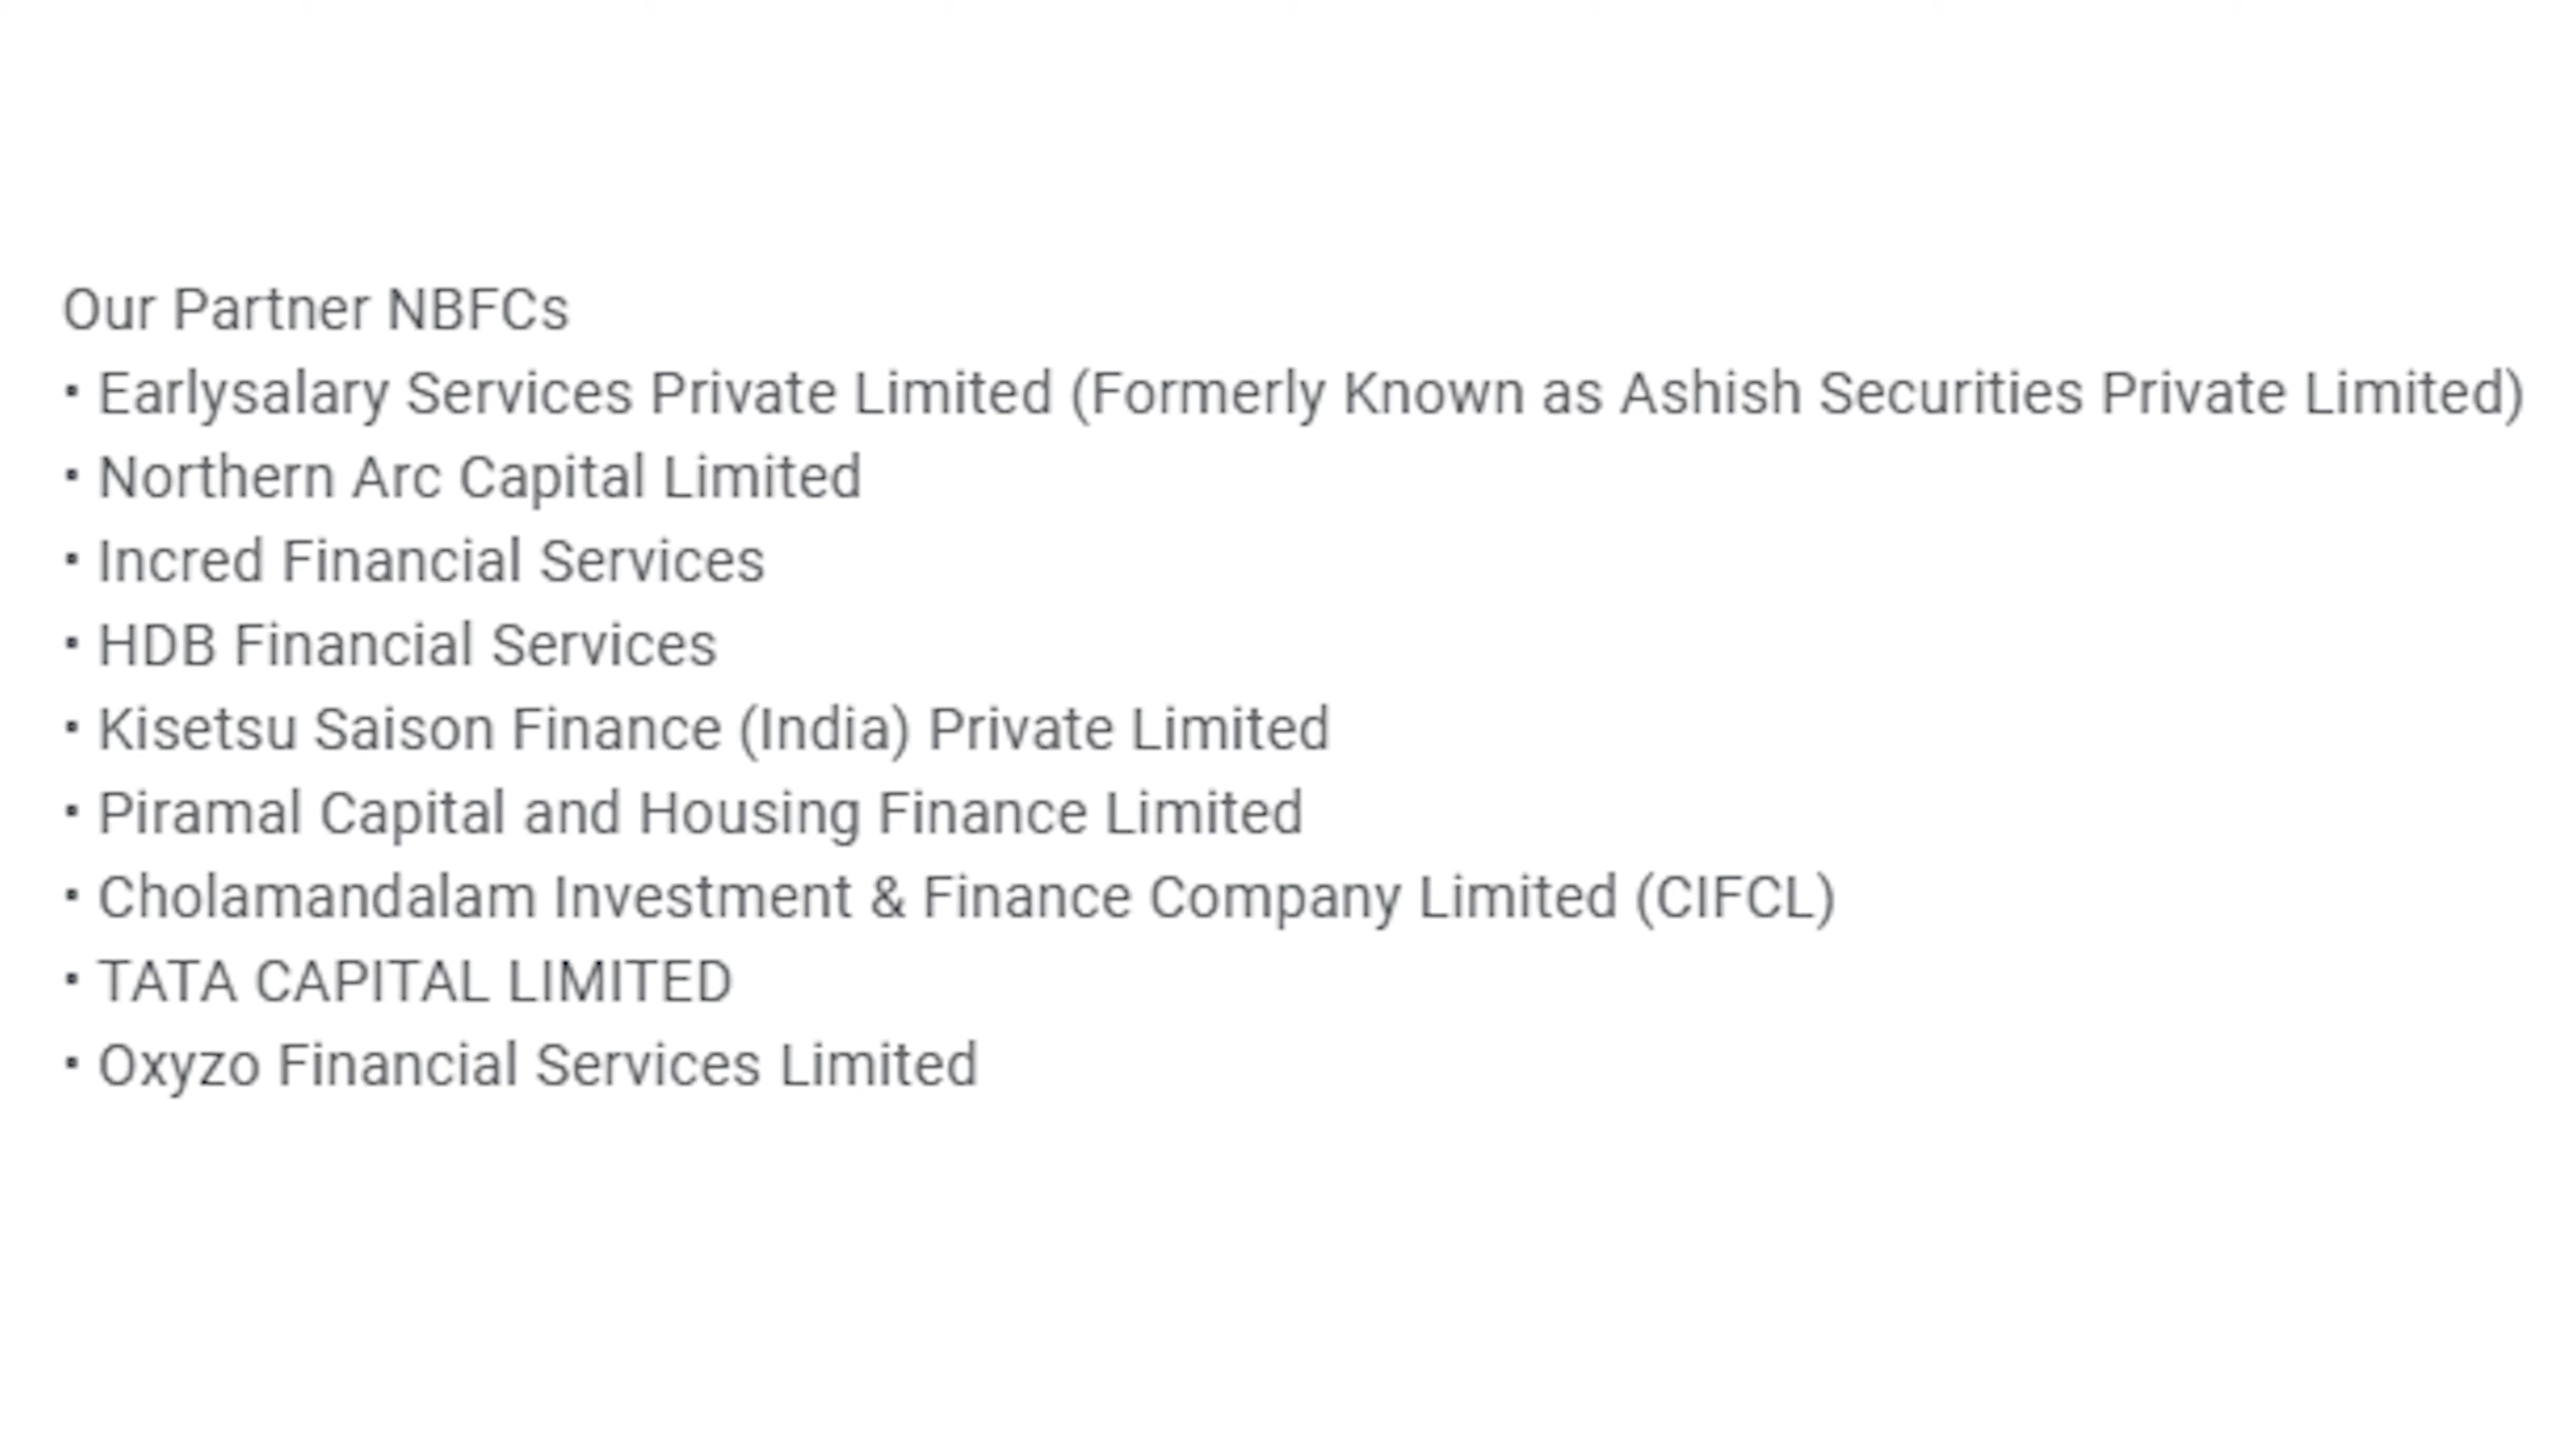 Our Partner NBFCs
• Earlysalary Services Private Limited (Formerly Known as Ashish Securities Private Limited)
• Northern Arc Capital Limited
• Incred Financial Services
• HDB Financial Services
• Kisetsu Saison Finance (India) Private Limited
• Piramal Capital and Housing Finance Limited
• Cholamandalam Investment & Finance Company Limited (CIFCL)
• TATA CAPITAL LIMITED
• Oxyzo Financial Services Limited